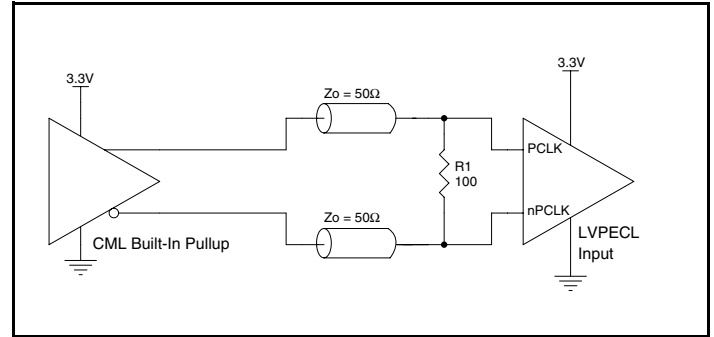 3.3V
3.3V
Zo = 50Ω
PCLK
R1
100
Zo = 50Ω
nPCLK
CML Built-In Pullup
LVPECL
Input